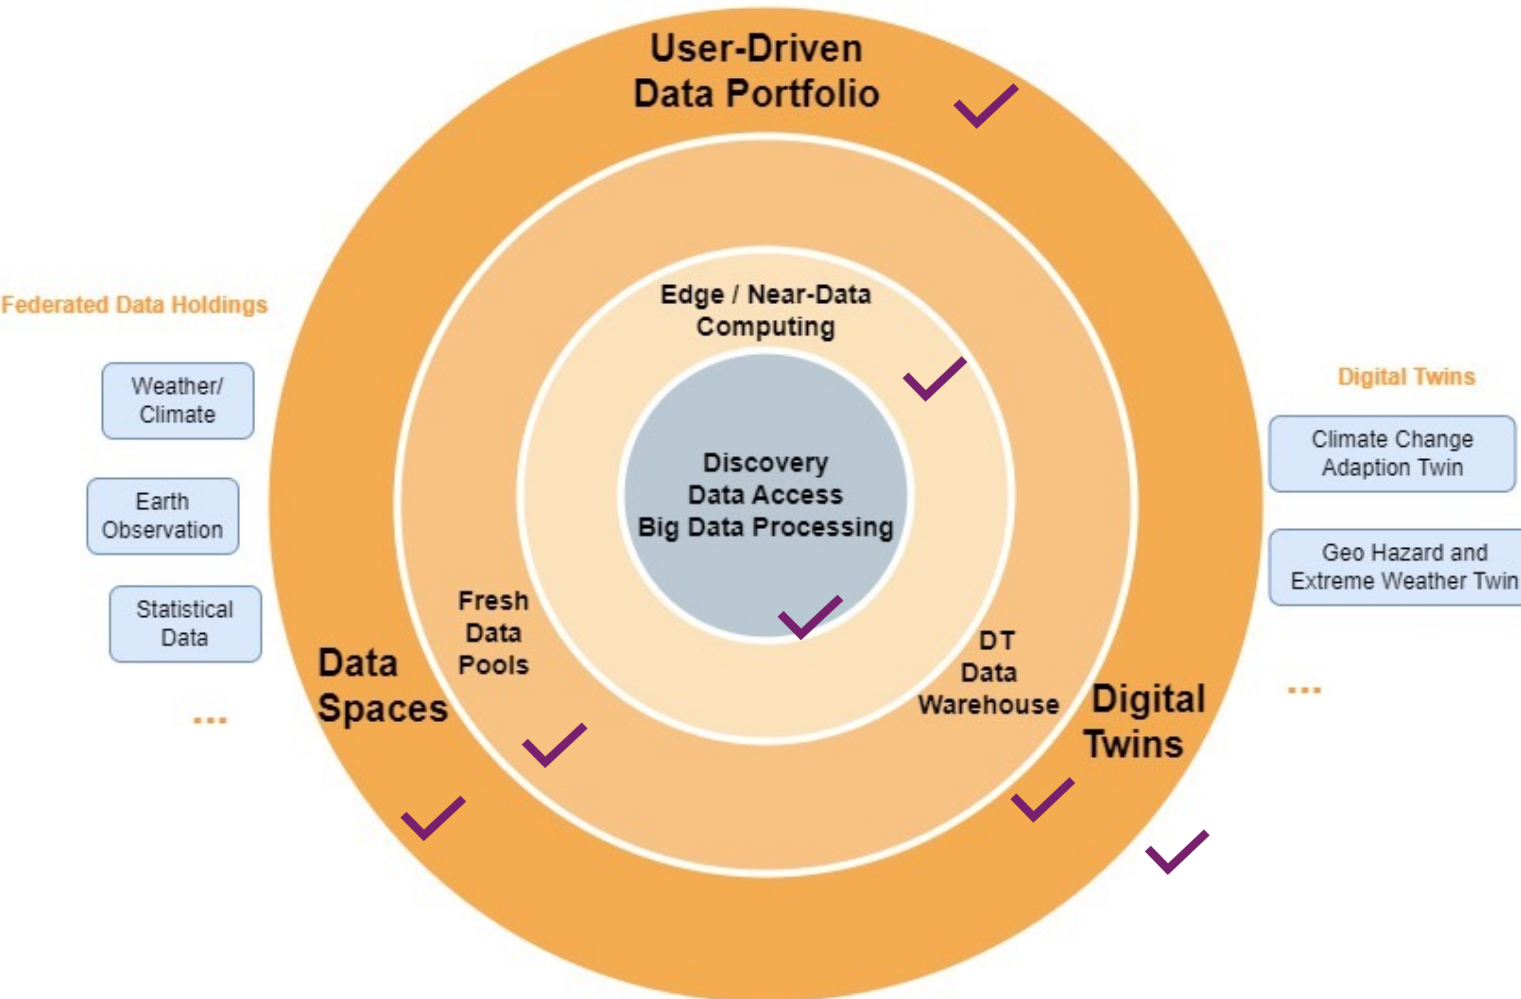 User-Driven
Data Portfolio
Edge / Near-Data
Computing
Federated Data Holdings
Weather/
Climate
Earth
Observation
Statistical
Data
...
Discovery
Data Access
Big Data Processing
Fresh
Data
Pools
Data
Spaces
DT
Data
Warehouse
Digital
Twins
Digital Twins
Climate Change
Adaption Twin
Geo Hazard and
Extreme Weather Twin
...